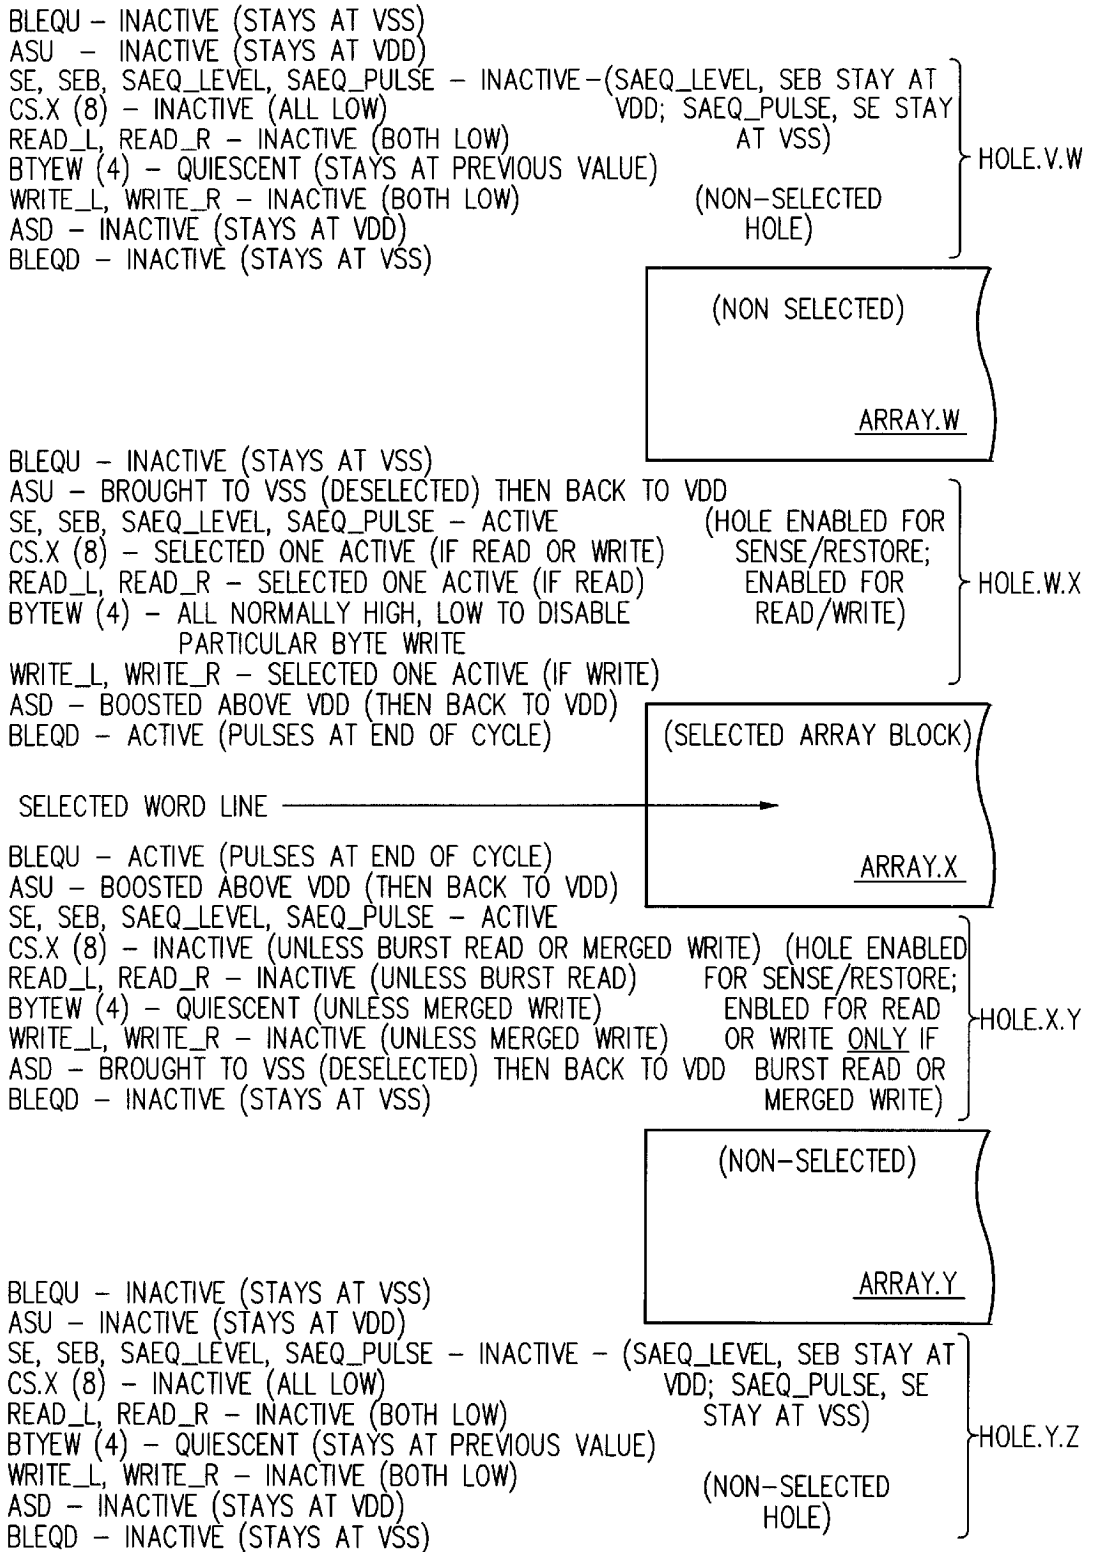 BLEQU – INACTIVE (STAYS AT VSS)
ASU – INACTIVE (STAYS AT VDD)
SE, SEB, SAEQ_LEVEL, SAEQ_PULSE – INACTIVE –(SAEQ_LEVEL, SEB STAY AT
CS.X (8) – INACTIVE (ALL LOW) VDD; SAEQ_PULSE, SE STAY
READ_L, READ_R – INACTIVE (BOTH LOW) AT VSS)
BTYEW (4) – QUIESCENT (STAYS AT PREVIOUS VALUE) HOLE.V.W
WRITE_L, WRITE_R – INACTIVE (BOTH LOW) (NON–SELECTED
ASD – INACTIVE (STAYS AT VDD) HOLE)
BLEQD – INACTIVE (STAYS AT VSS)
(NON SELECTED)
ARRAY.W
BLEQU – INACTIVE (STAYS AT VSS)
ASU – BROUGHT TO VSS (DESELECTED) THEN BACK TO VDD
SE, SEB, SAEQ_LEVEL, SAEQ_PULSE – ACTIVE (HOLE ENABLED FOR
CS.X (8) – SELECTED ONE ACTIVE (IF READ OR WRITE) SENSE/RESTORE;
READ_L, READ_R – SELECTED ONE ACTIVE (IF READ) ENABLED FOR HOLE.W.X
BYTEW (4) – ALL NORMALLY HIGH, LOW TO DISABLE READ/WRITE)
PARTICULAR BYTE WRITE
WRITE_L, WRITE_R – SELECTED ONE ACTIVE (IF WRITE)
ASD – BOOSTED ABOVE VDD (THEN BACK TO VDD)
BLEQD – ACTIVE (PULSES AT END OF CYCLE) (SELECTED ARRAY BLOCK)
SELECTED WORD LINE
BLEQU – ACTIVE (PULSES AT END OF CYCLE)
ARRAY.X
ASU – BOOSTED ABOVE VDD (THEN BACK TO VDD)
SE, SEB, SAEQ_LEVEL, SAEQ_PULSE – ACTIVE
CS.X (8) – INACTIVE (UNLESS BURST READ OR MERGED WRITE) (HOLE ENABLED
READ_L, READ_R – INACTIVE (UNLESS BURST READ) FOR SENSE/RESTORE;
BYTEW (4) – QUIESCENT (UNLESS MERGED WRITE) ENBLED FOR READ
WRITE_L, WRITE_R – INACTIVE (UNLESS MERGED WRITE) OR WRITE ONLY IF HOLE.X.Y
ASD – BROUGHT TO VSS (DESELECTED) THEN BACK TO VDD BURST READ OR
BLEQD – INACTIVE (STAYS AT VSS) MERGED WRITE)
(NON–SELECTED)
ARRAY.Y
BLEQU – INACTIVE (STAYS AT VSS)
ASU – INACTIVE (STAYS AT VDD)
SE, SEB, SAEQ_LEVEL, SAEQ_PULSE – INACTIVE – (SAEQ_LEVEL, SEB STAY AT
CS.X (8) – INACTIVE (ALL LOW) VDD; SAEQ_PULSE, SE
READ_L, READ_R – INACTIVE (BOTH LOW) STAY AT VSS)
BTYEW (4) – QUIESCENT (STAYS AT PREVIOUS VALUE) HOLE.Y.Z
WRITE_L, WRITE_R – INACTIVE (BOTH LOW) (NON–SELECTED
ASD – INACTIVE (STAYS AT VDD) HOLE)
BLEQD – INACTIVE (STAYS AT VSS)